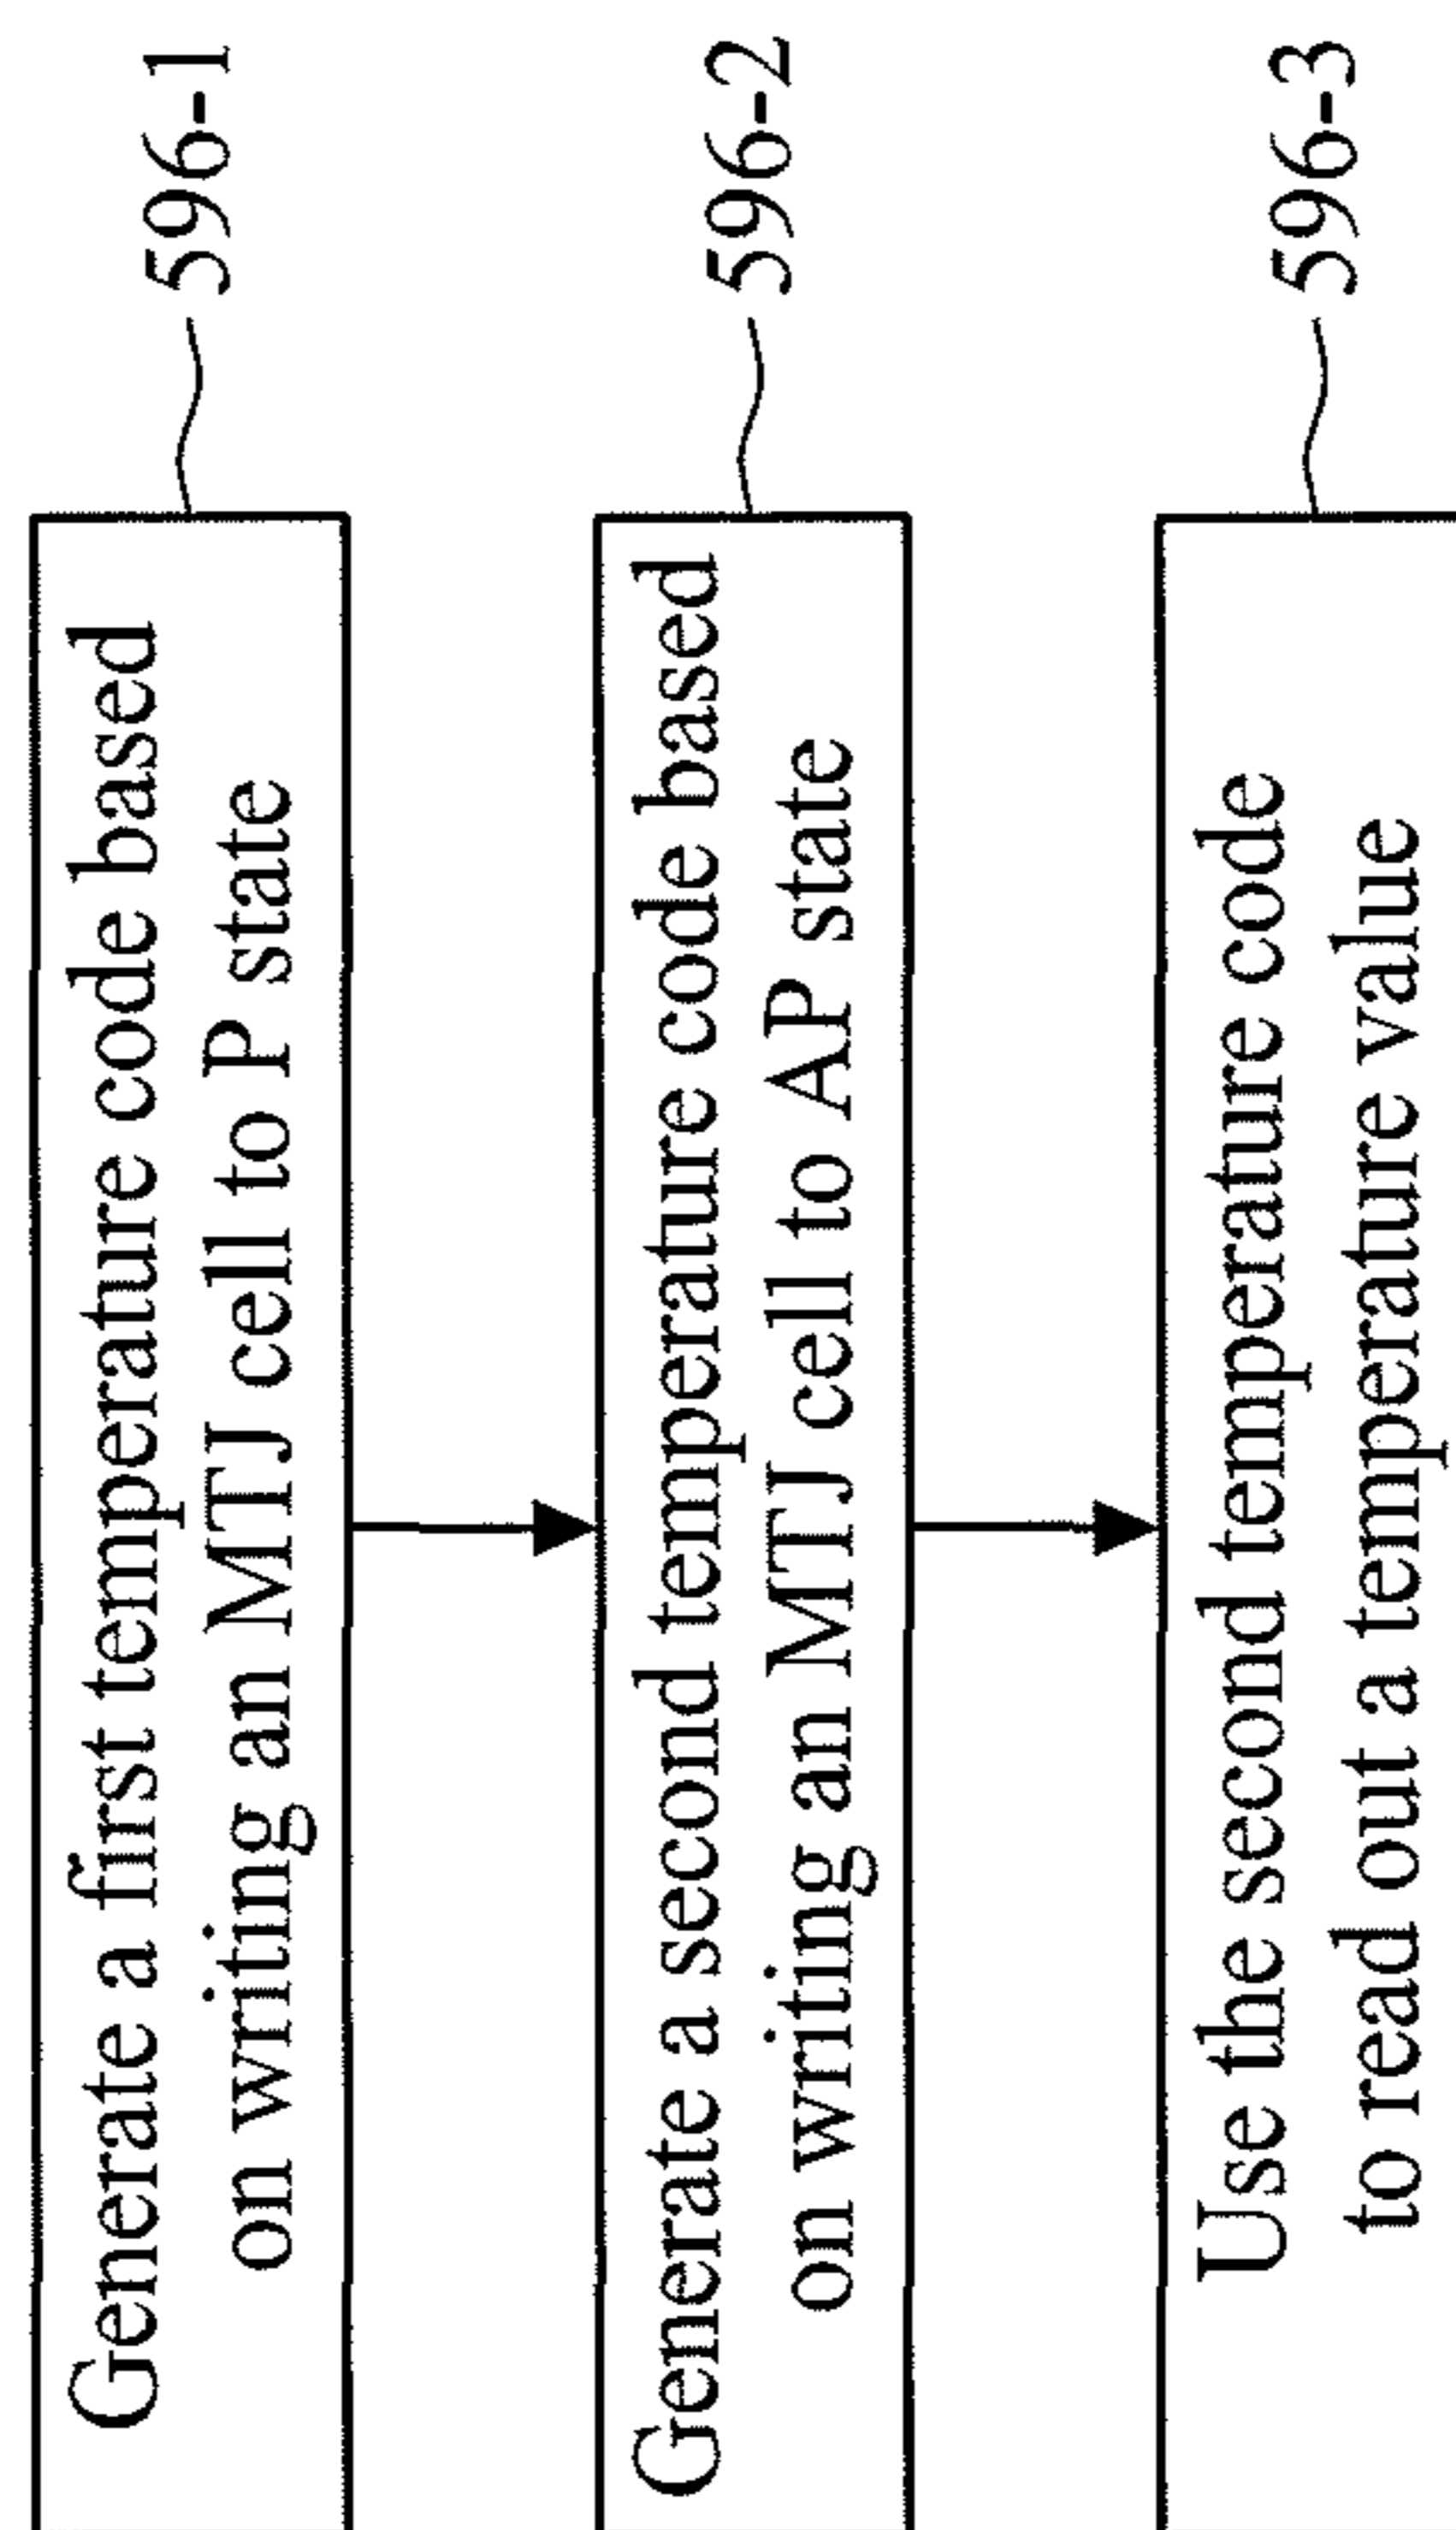 Generate a first temperature code based
on writing an MTJ cell to P state
596-1
Generate a second temperature code based
on writing an MTJ cell to AP state
596-2
Use the second temperature code
to read out a temperature value
596-3